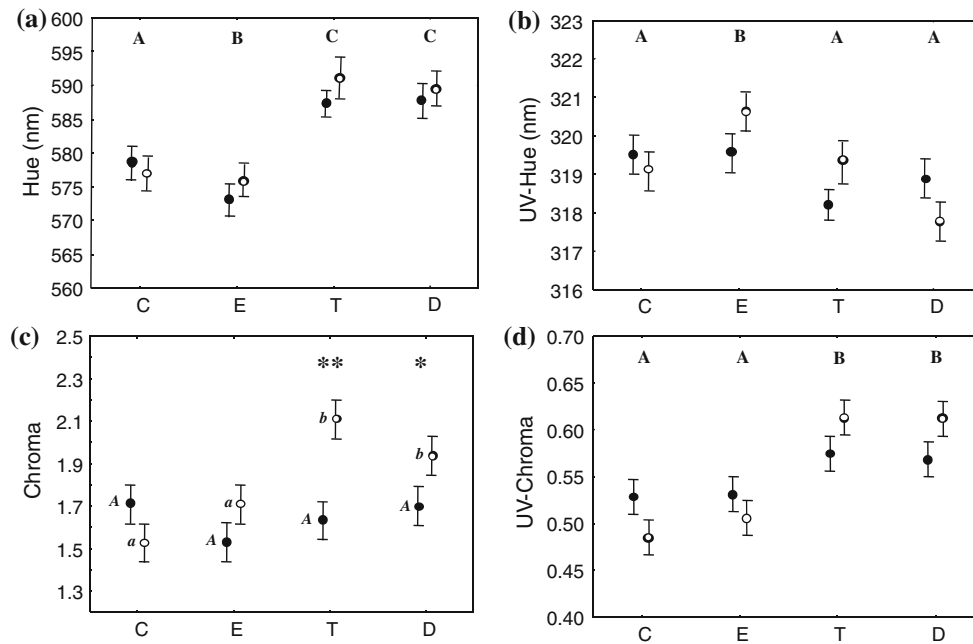 (a)
600
595
590
585
580
575
570
565
560
Hue (nm)
A B C C
C E T D
(b)
323
322
321
320
319
318
317
316
UV-Hue (nm)
A B A A
C E T D
(c)
2.5
2.3
2.1
1.9
1.7
1.5
1.3
Chroma
** *
A a A a A b A b
C E T D
(d)
0.70
0.65
0.60
0.55
0.50
0.45
0.40
UV-Chroma
A A B B
C E T D